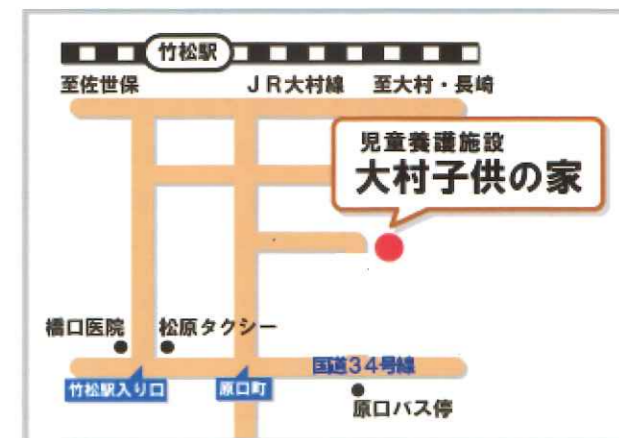 竹松駅
至佐世保
JR大村線
至大村・長崎
児童養護施設
大村子供の家
橋口医院
松原タクシー
国道34号線
竹松駅入り口
原口町
原口バス停